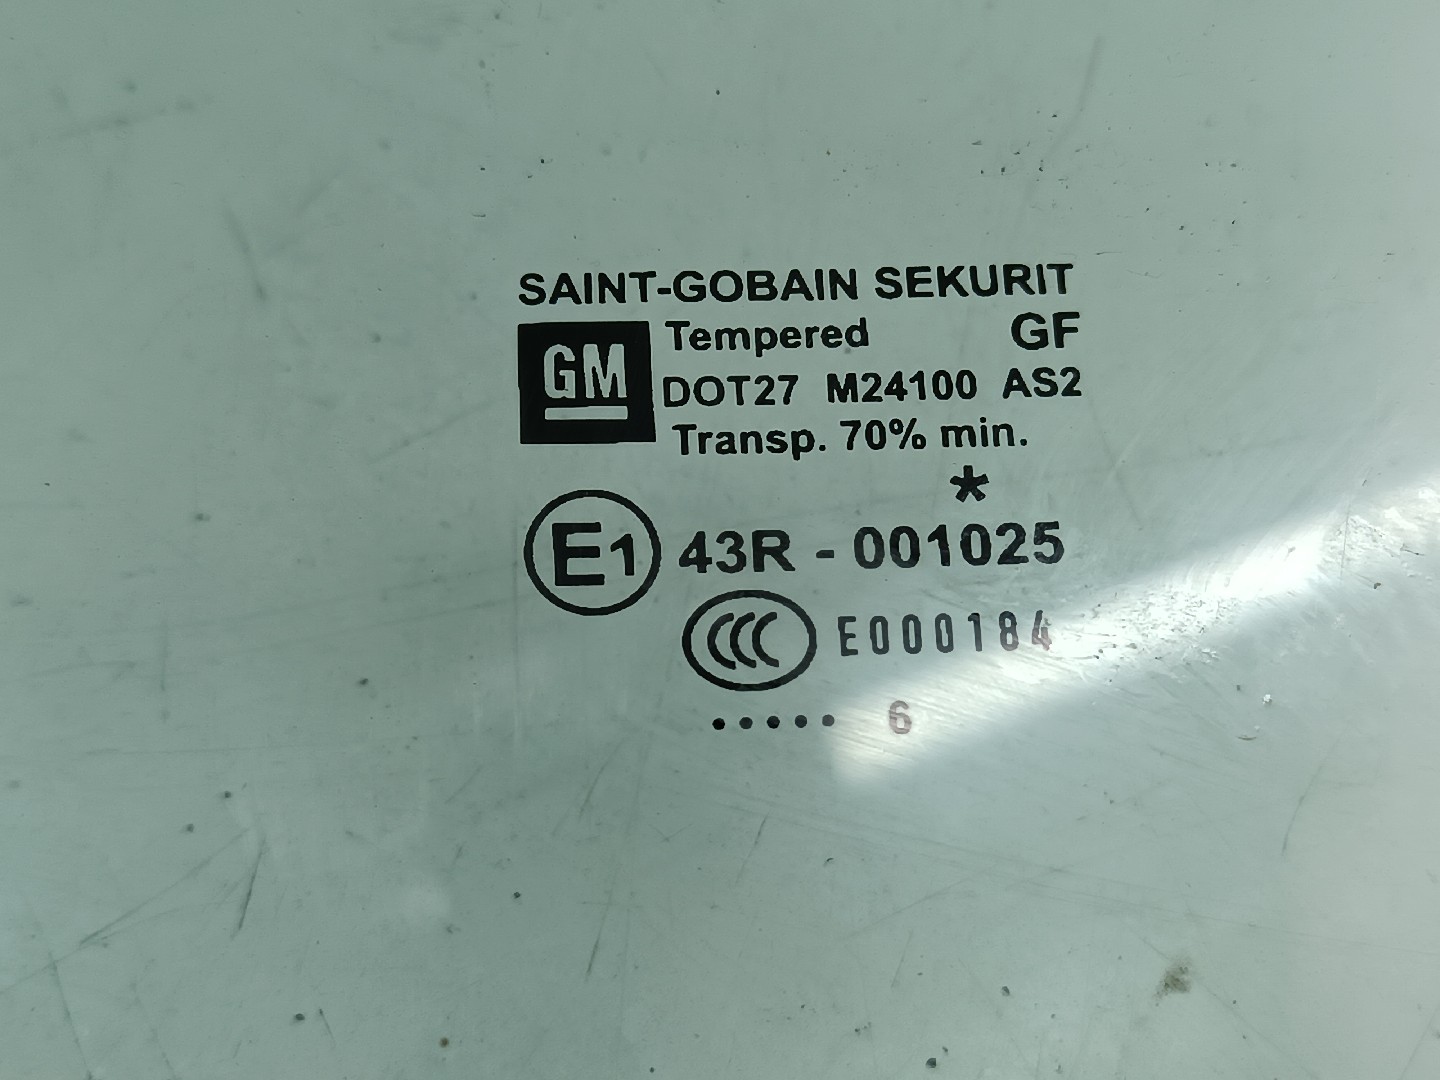 SAINT-GOBAIN SEKURIT
GM
Tempered GF
DOT27 M24100 AS2
Transp. 70% min.
*
E1 43R - 001025
CCC E000184
..... 6